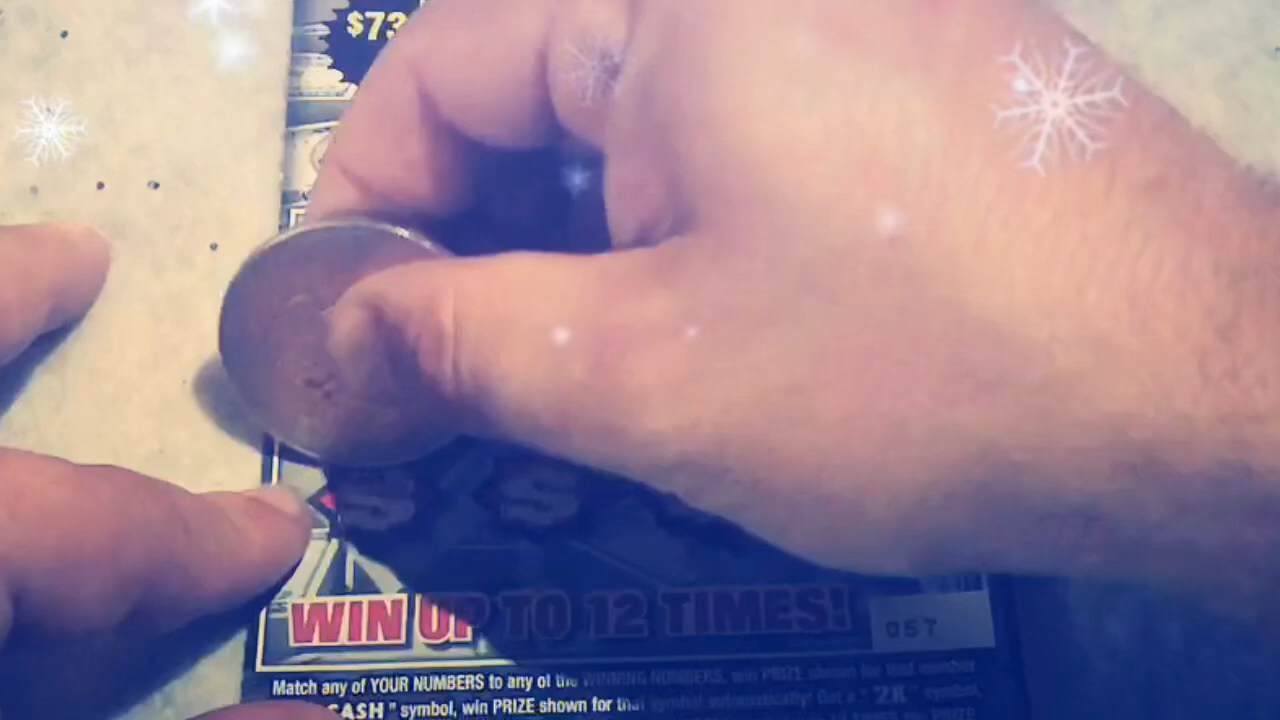 $73
WIN UP TO 12 TIMES!
057
Match any of YOUR NUMBERS to any of the WINNING NUMBERS, win PRIZE shown for that number
CASH" symbol, win PRIZE shown for that symbol automatically! Get a "2X" symbol,
PRIZE